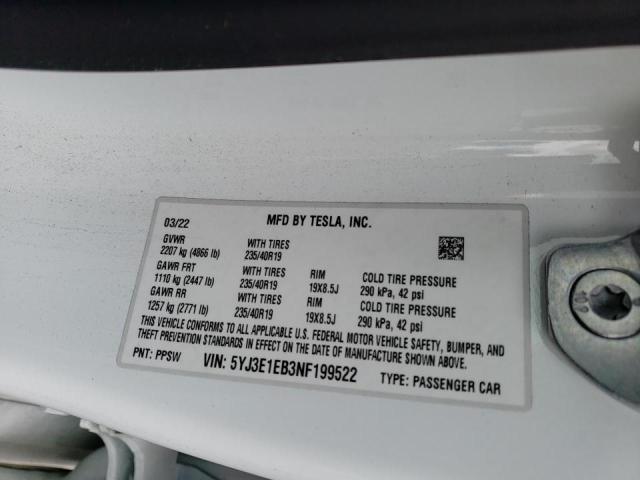 03/22 MFD BY TESLA, INC.
GVWR WITH TIRES
2207 kg (4866 lb) 235/40R19
GAWR FRT WITH TIRES RIM COLD TIRE PRESSURE
1110 kg (2447 lb) 235/40R19 19X8.5J 290 kPa, 42 psi
GAWR RR WITH TIRES RIM COLD TIRE PRESSURE
1257 kg (2771 lb) 235/40R19 19X8.5J 290 kPa, 42 psi
THIS VEHICLE CONFORMS TO ALL APPLICABLE U.S. FEDERAL MOTOR VEHICLE SAFETY, BUMPER, AND
THEFT PREVENTION STANDARDS IN EFFECT ON THE DATE OF MANUFACTURE SHOWN ABOVE.
PNT: PPSW VIN: 5YJ3E1EB3NF199522 TYPE: PASSENGER CAR